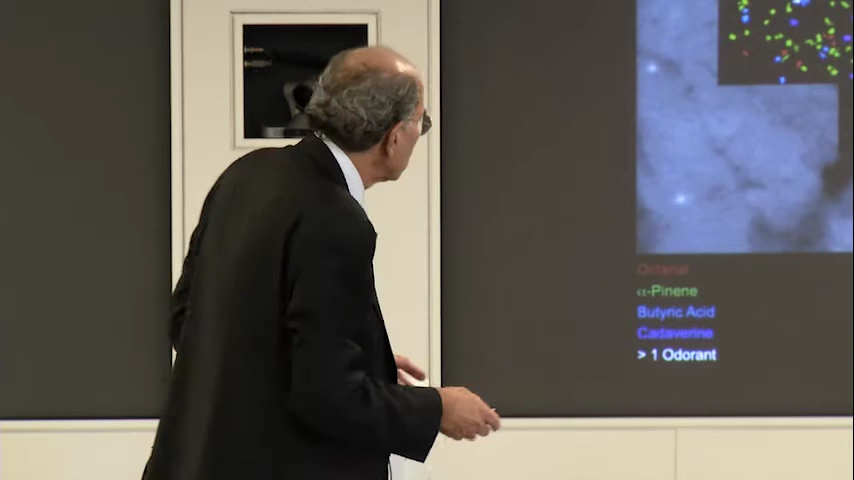 Octanal
α-Pinene
Butyric Acid
Cadaverine
> 1 Odorant